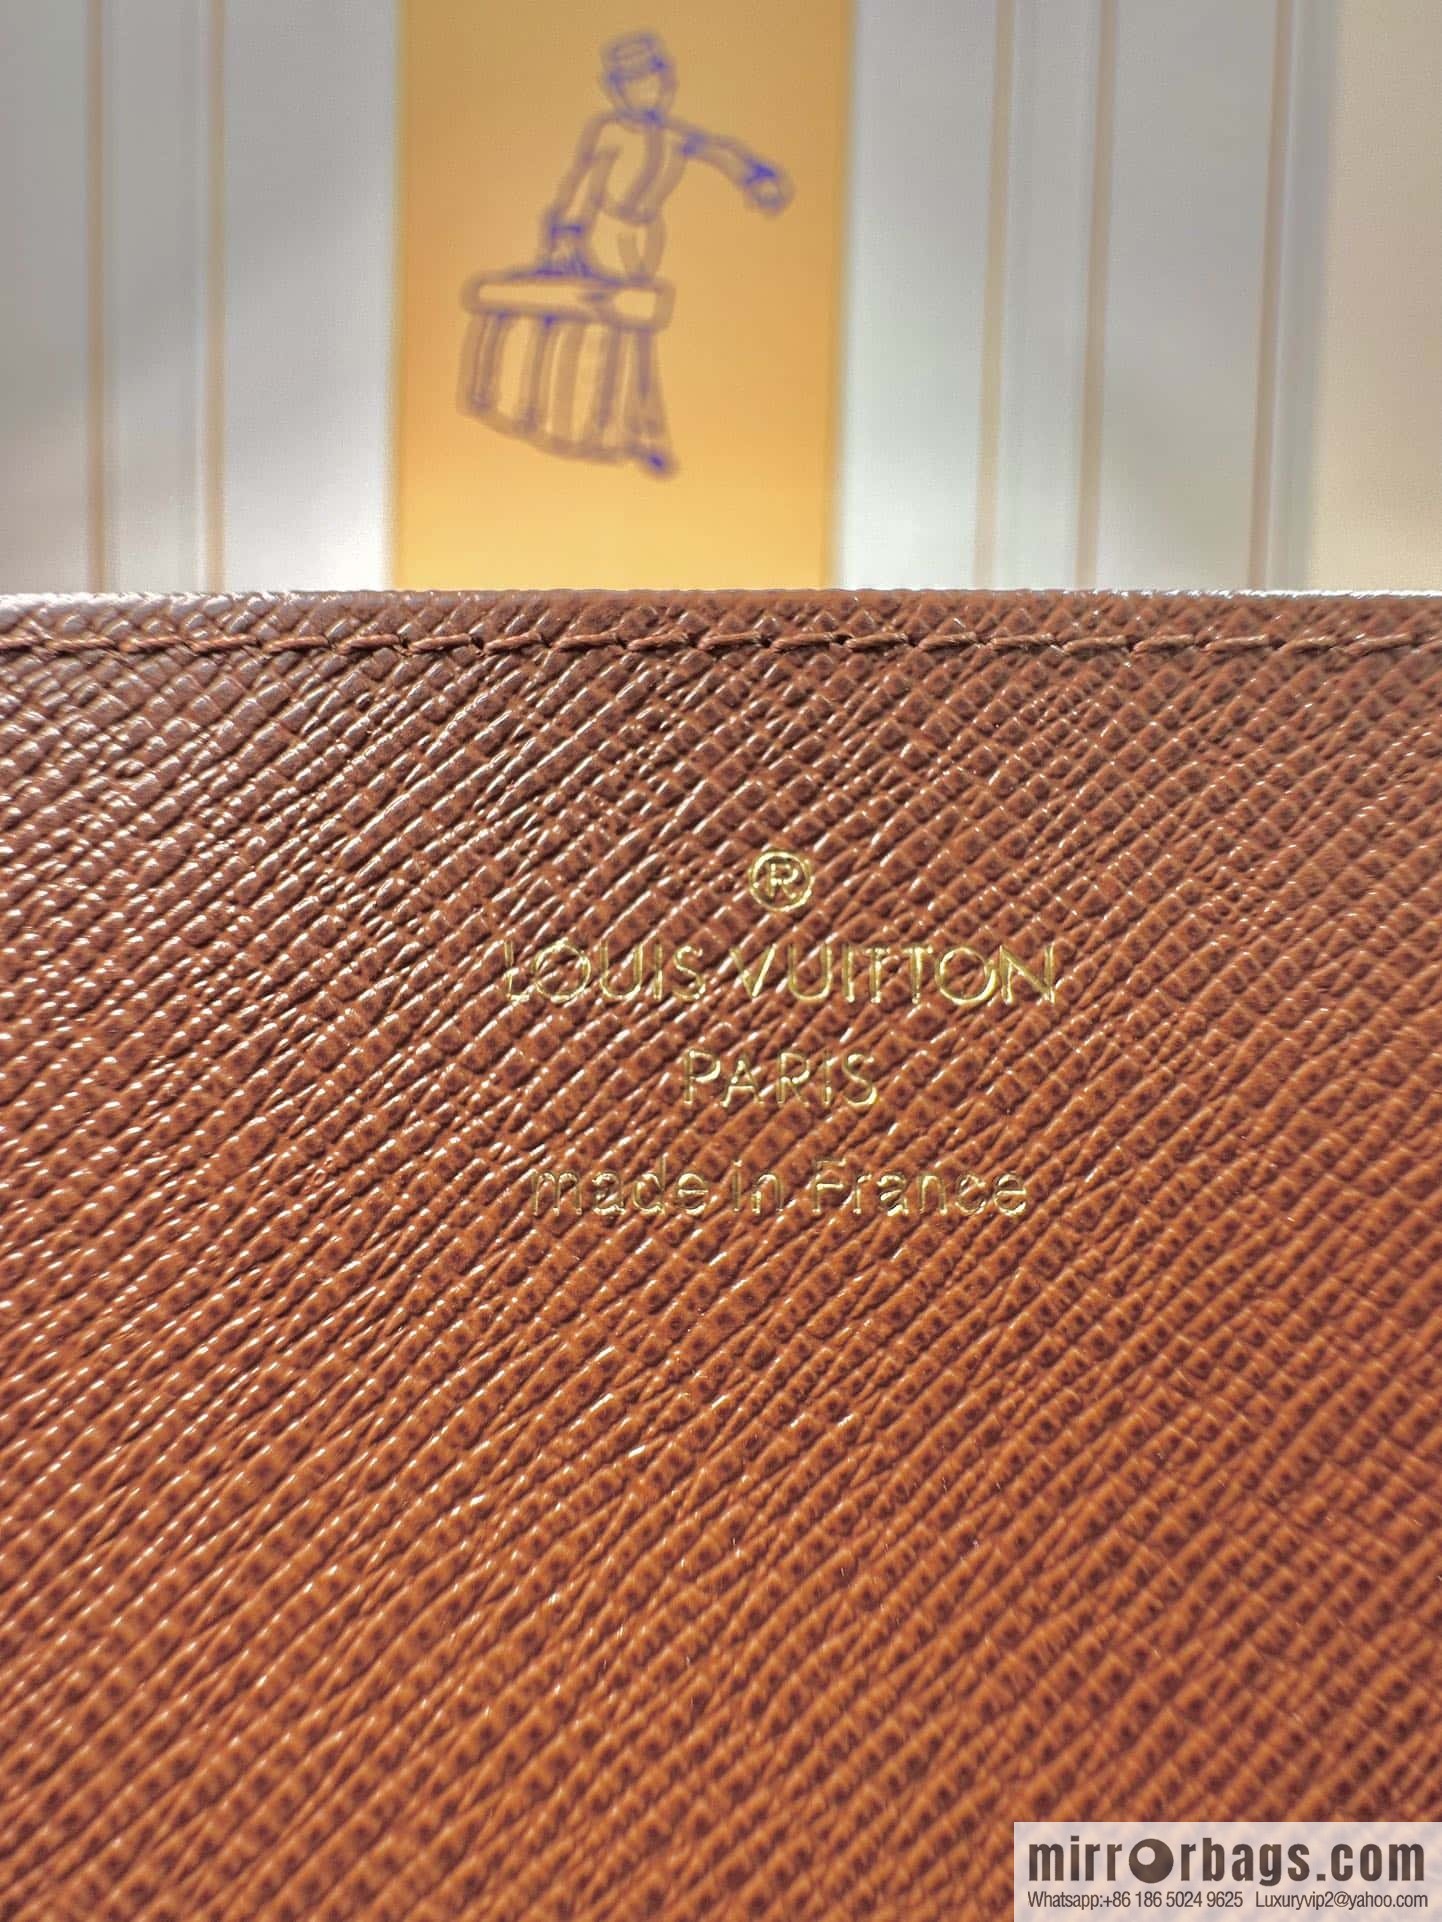 ®
LOUIS VUITTON
PARIS
made in France
mirrorbags.com
Whatsapp:+86 186 5024 9625 Luxuryvip2@yahoo.com